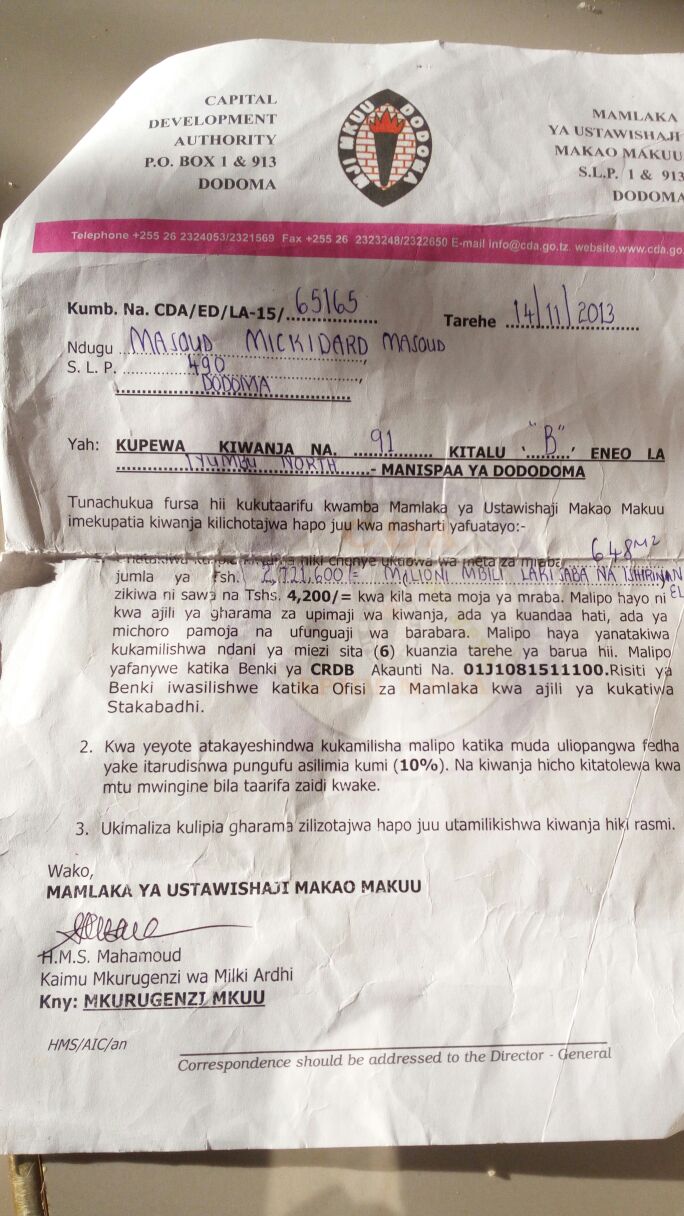 CAPITAL
DEVELOPMENT
AUTHORITY
P.O. BOX 1 & 913
DODOMA
MJI MKUU DODOMA
MAMLAKA
YA USTAWISHAJI
MAKAO MAKUU
S.L.P. 1 & 913
DODOMA
Telephone +255 26 2324053/2321569 Fax +255 26 2323248/2322650 E-mail info@cda.go.tz. website.www.cda.go.
Kumb. Na. CDA/ED/LA-15/ 65165 Tarehe 14/11/2013
Ndugu MASOUD MICKIDARD MASOUD
S. L. P. 490
DODOMA
Yah: KUPEWA KIWANJA NA. 91 KITALU '"B"' ENEO LA
IYUMBU NORTH - MANISPAA YA DODODOMA
Tunachukua fursa hii kukutaarifu kwamba Mamlaka ya Ustawishaji Makao Makuu
imekupatia kiwanja kilichotajwa hapo juu kwa masharti yafuatayo:-
hiki chenye ukubwa wa meta za mraba 648M2
jumla ya Tsh. 2,721,600/= MILIONI MBILI LAKI SABA NA ISHIRINI NA
zikiwa ni sawa na Tshs. 4,200/= kwa kila meta moja ya mraba. Malipo hayo ni EL
kwa ajili ya gharama za upimaji wa kiwanja, ada ya kuandaa hati, ada ya
michoro pamoja na ufunguaji wa barabara. Malipo haya yanatakiwa
kukamilishwa ndani ya miezi sita (6) kuanzia tarehe ya barua hii. Malipo
yafanywe katika Benki ya CRDB Akaunti Na. 01J1081511100.Risiti ya
Benki iwasilishwe katika Ofisi za Mamlaka kwa ajili ya kukatiwa
Stakabadhi.
2. Kwa yeyote atakayeshindwa kukamilisha malipo katika muda uliopangwa fedha
yake itarudishwa pungufu asilimia kumi (10%). Na kiwanja hicho kitatolewa kwa
mtu mwingine bila taarifa zaidi kwake.
3. Ukimaliza kulipia gharama zilizotajwa hapo juu utamilikishwa kiwanja hiki rasmi.
Wako,
MAMLAKA YA USTAWISHAJI MAKAO MAKUU
H.M.S. Mahamoud
Kaimu Mkurugenzi wa Milki Ardhi
Kny: MKURUGENZI MKUU
HMS/AIC/an
Correspondence should be addressed to the Director - General